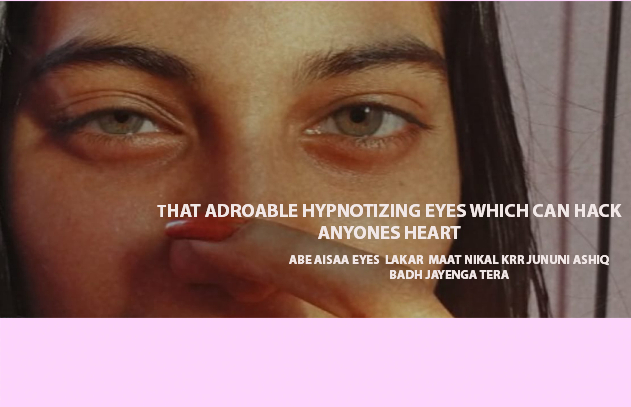 THAT ADROABLE HYPNOTIZING EYES WHICH CAN HACK
ANYONES HEART
ABE AISAA EYES LAKAR MAAT NIKAL KRR JUNUNI ASHIQ
BADH JAYENGA TERA